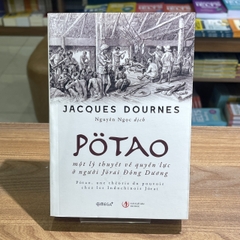 JACQUES DOURNES
Nguyên Ngọc dịch
PÖTAO
một lý thuyết về quyền lực
ở người Jörai Đông Dương
Pötao, une théorie du pouvoir
chez les Indochinois Jörai